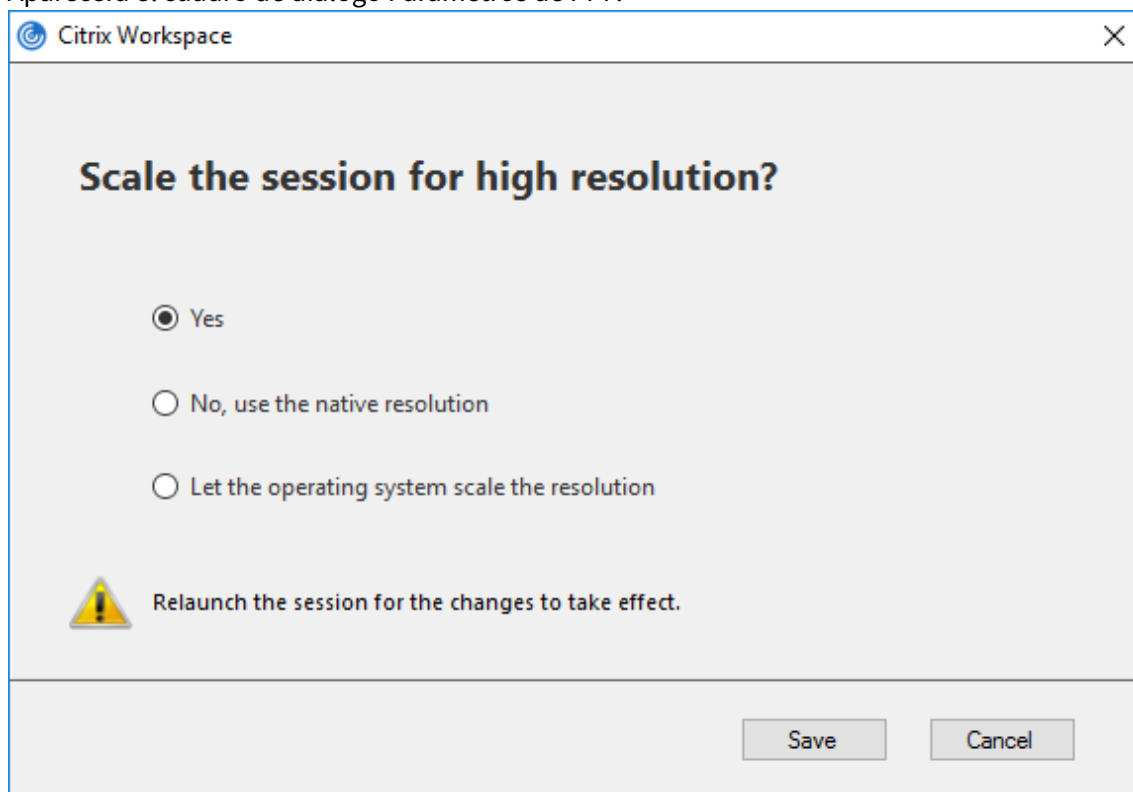 Citrix Workspace
Scale the session for high resolution?
Yes
No, use the native resolution
Let the operating system scale the resolution
Relaunch the session for the changes to take effect.
Save
Cancel